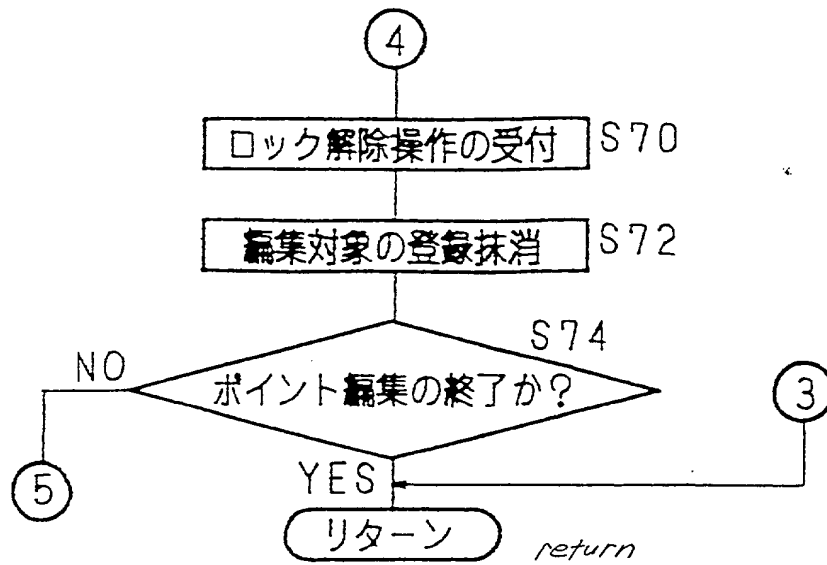 4
ロック解除操作の受付 S70
編集対象の登録抹消 S72
S74
NO
ポイント編集の終了か?
3
5
YES
リターン
return